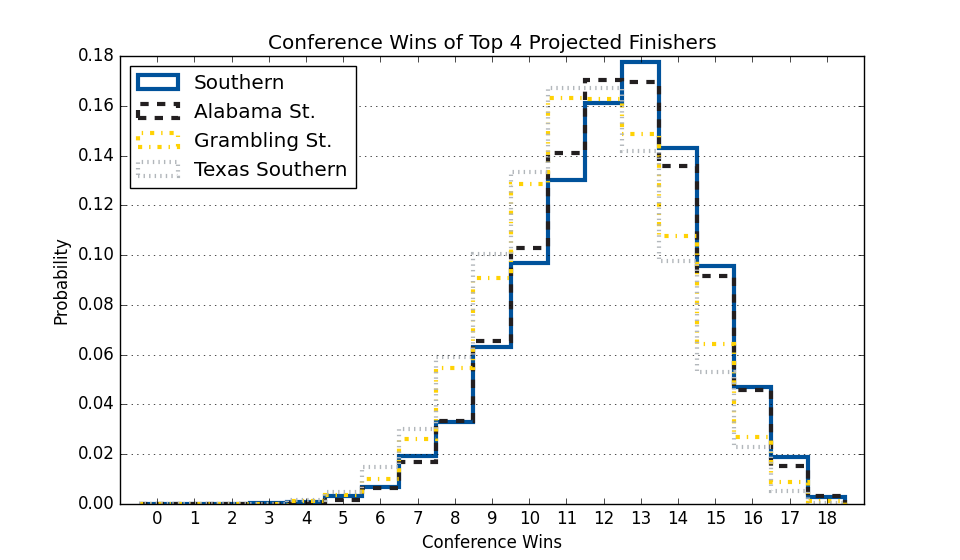 Conference Wins of Top 4 Projected Finishers
Southern
Alabama St.
Grambling St.
Texas Southern
Probability
0.18
0.16
0.14
0.12
0.10
0.08
0.06
0.04
0.02
0.00
0 1 2 3 4 5 6 7 8 9 10 11 12 13 14 15 16 17 18
Conference Wins